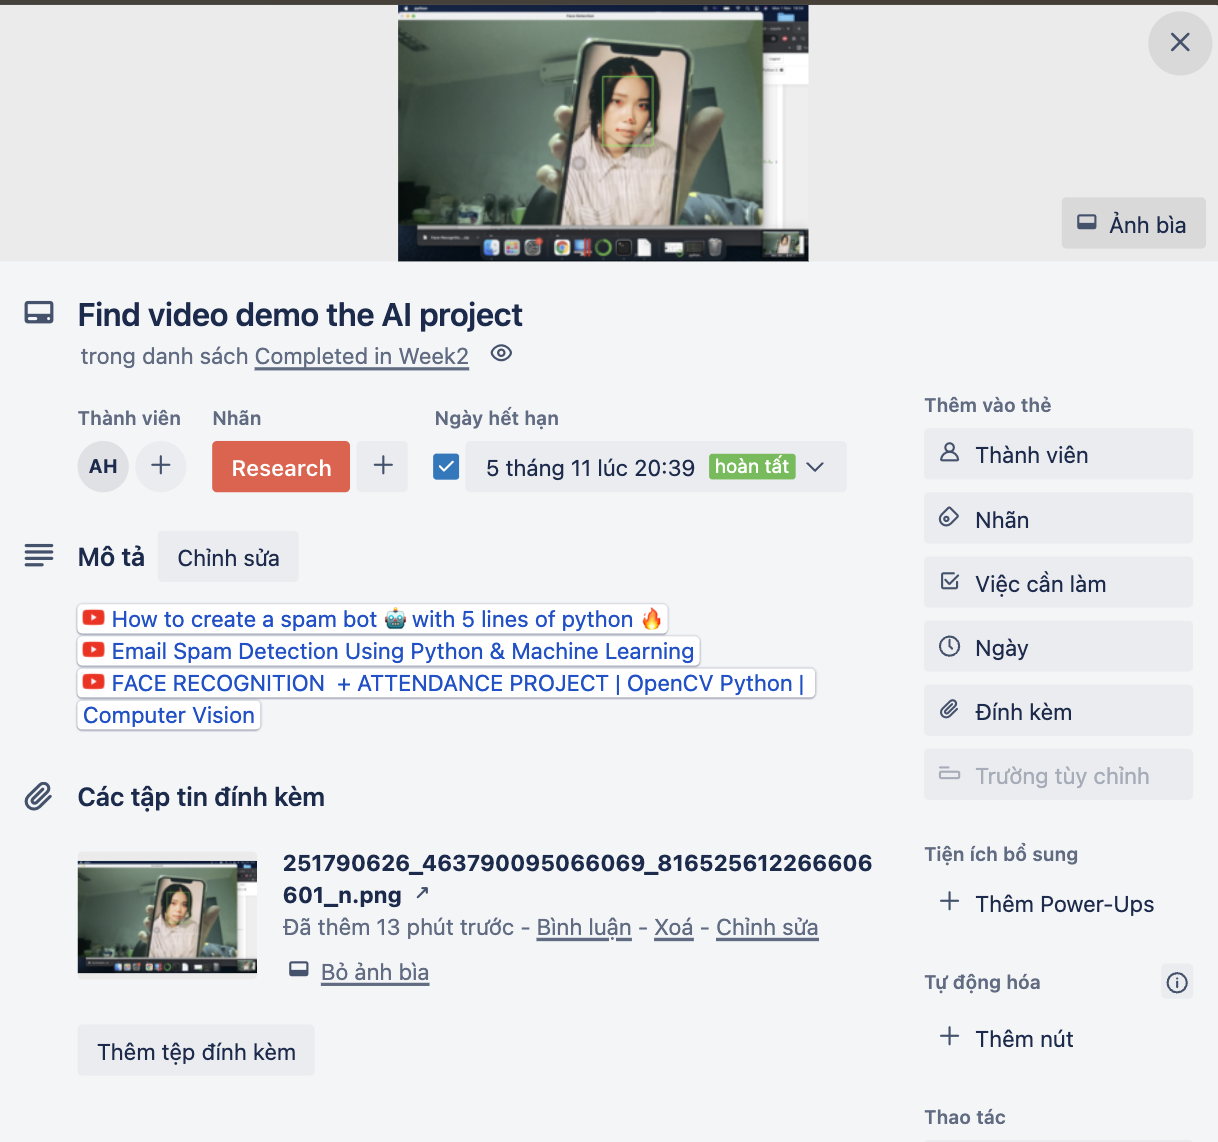 Ảnh bìa
Find video demo the AI project
trong danh sách Completed in Week2
Thành viên
Nhãn
Ngày hết hạn
AH
Research
5 tháng 11 lúc 20:39
hoàn tất
Mô tả
Chỉnh sửa
How to create a spam bot 🤖 with 5 lines of python 🔥
Email Spam Detection Using Python & Machine Learning
FACE RECOGNITION + ATTENDANCE PROJECT | OpenCV Python |
Computer Vision
Các tập tin đính kèm
251790626_463790095066069_816525612266606
601_n.png ↗
Đã thêm 13 phút trước - Bình luận - Xoá - Chỉnh sửa
Bỏ ảnh bìa
Thêm tệp đính kèm
Thêm vào thẻ
Thành viên
Nhãn
Việc cần làm
Ngày
Đính kèm
Trường tùy chỉnh
Tiện ích bổ sung
+ Thêm Power-Ups
Tự động hóa
+ Thêm nút
Thao tác